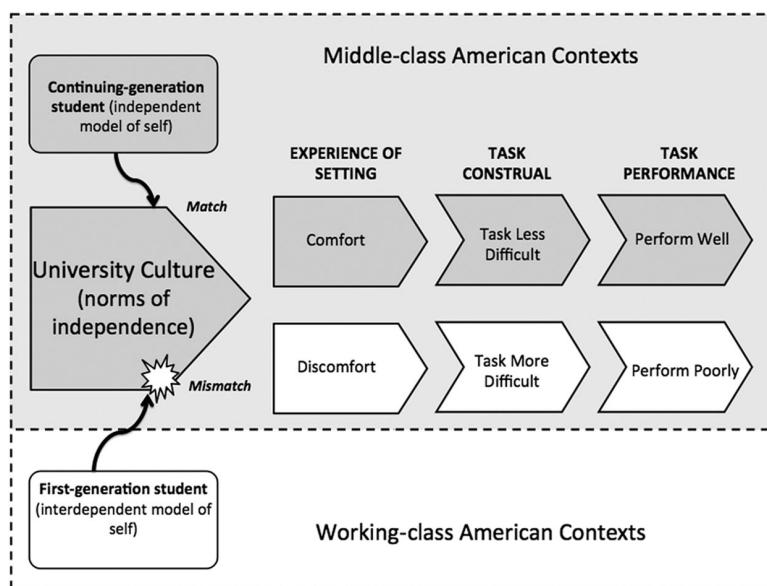 Middle-class American Contexts
Continuing-generation
student (independent
model of self)
EXPERIENCE OF
SETTING
TASK
CONSTRUAL
TASK
PERFORMANCE
Match
University Culture
(norms of
independence)
Comfort
Task Less
Difficult
Perform Well
Mismatch
Discomfort
Task More
Difficult
Perform Poorly
First-generation student
(interdependent model of
self)
Working-class American Contexts